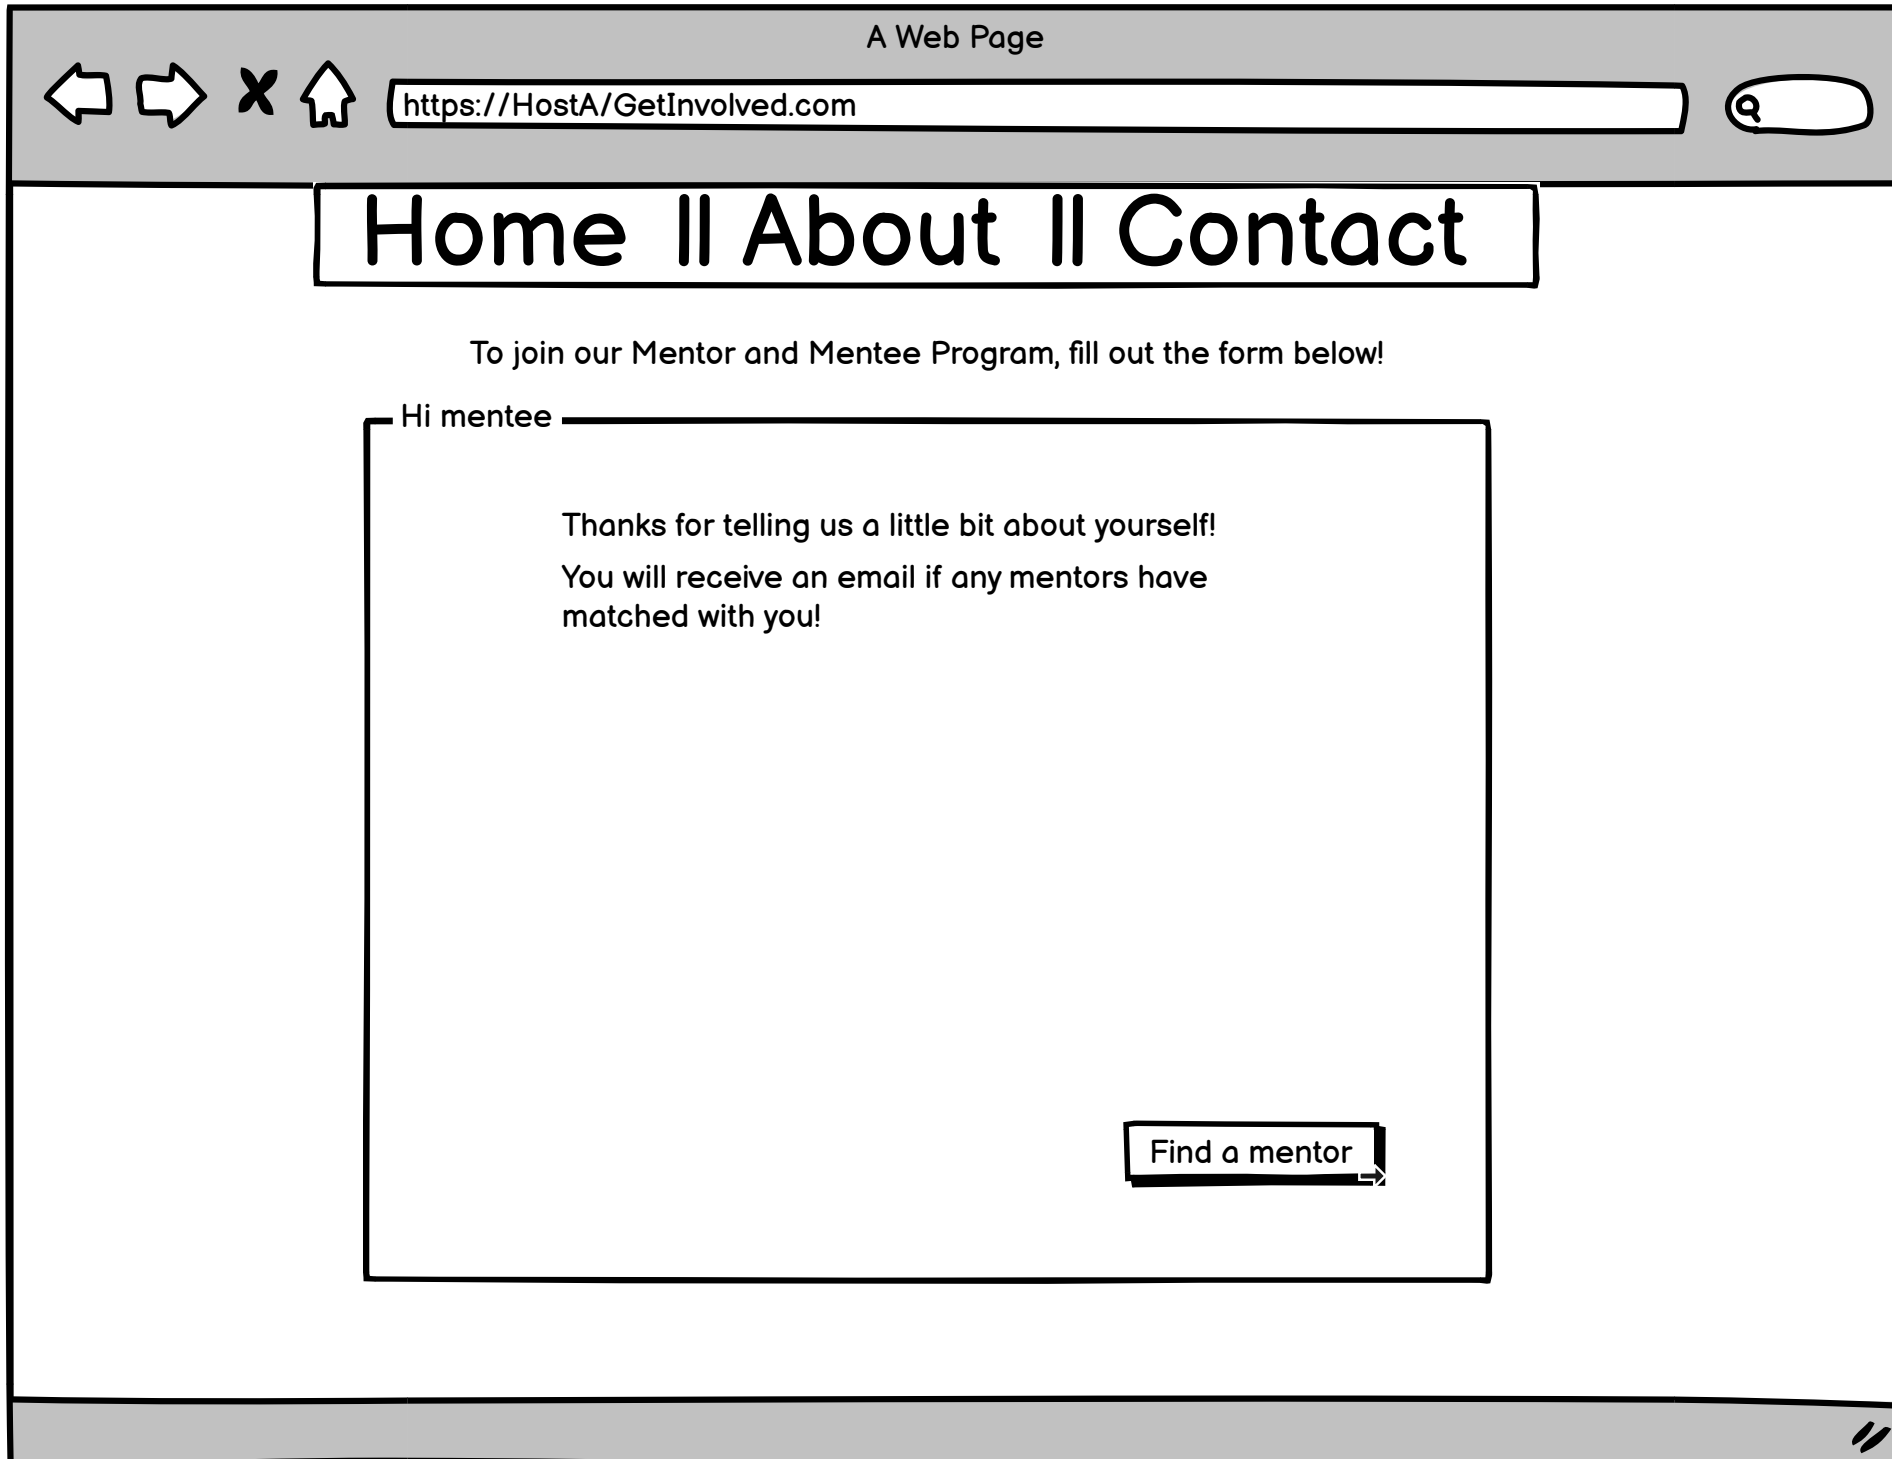 A Web Page
https://HostA/GetInvolved.com
Home || About || Contact
To join our Mentor and Mentee Program, fill out the form below!
Hi mentee
Thanks for telling us a little bit about yourself!
You will receive an email if any mentors have
matched with you!
Find a mentor